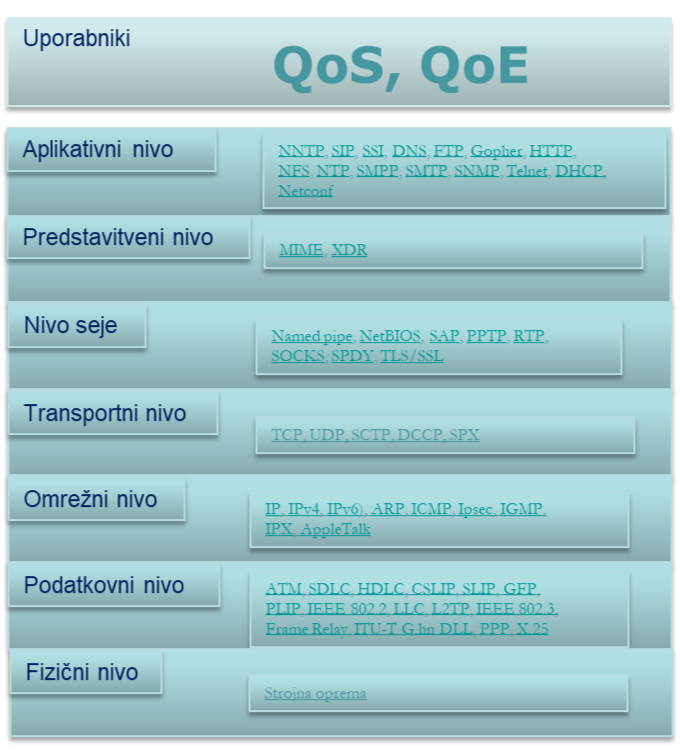 Uporabniki
QoS, QoE
Aplikativni nivo
NNTP, SIP, SSI, DNS, FTP, Gopher, HTTP,
NFS, NTP, SMPP, SMTP, SNMP, Telnet, DHCP,
Netconf
Predstavitveni nivo
MIME, XDR
Nivo seje
Named pipe, NetBIOS, SAP, PPTP, RTP,
SOCKS, SPDY, TLS/SSL
Transportni nivo
TCP, UDP, SCTP, DCCP, SPX
Omrežni nivo
IP, IPv4, IPv6), ARP, ICMP, Ipsec, IGMP,
IPX, AppleTalk
Podatkovni nivo
ATM, SDLC, HDLC, CSLIP, SLIP, GFP,
PLIP, IEEE 802.2, LLC, L2TP, IEEE 802.3,
Frame Relay, ITU-T G.hn DLL, PPP, X.25
Fizični nivo
Strojna oprema